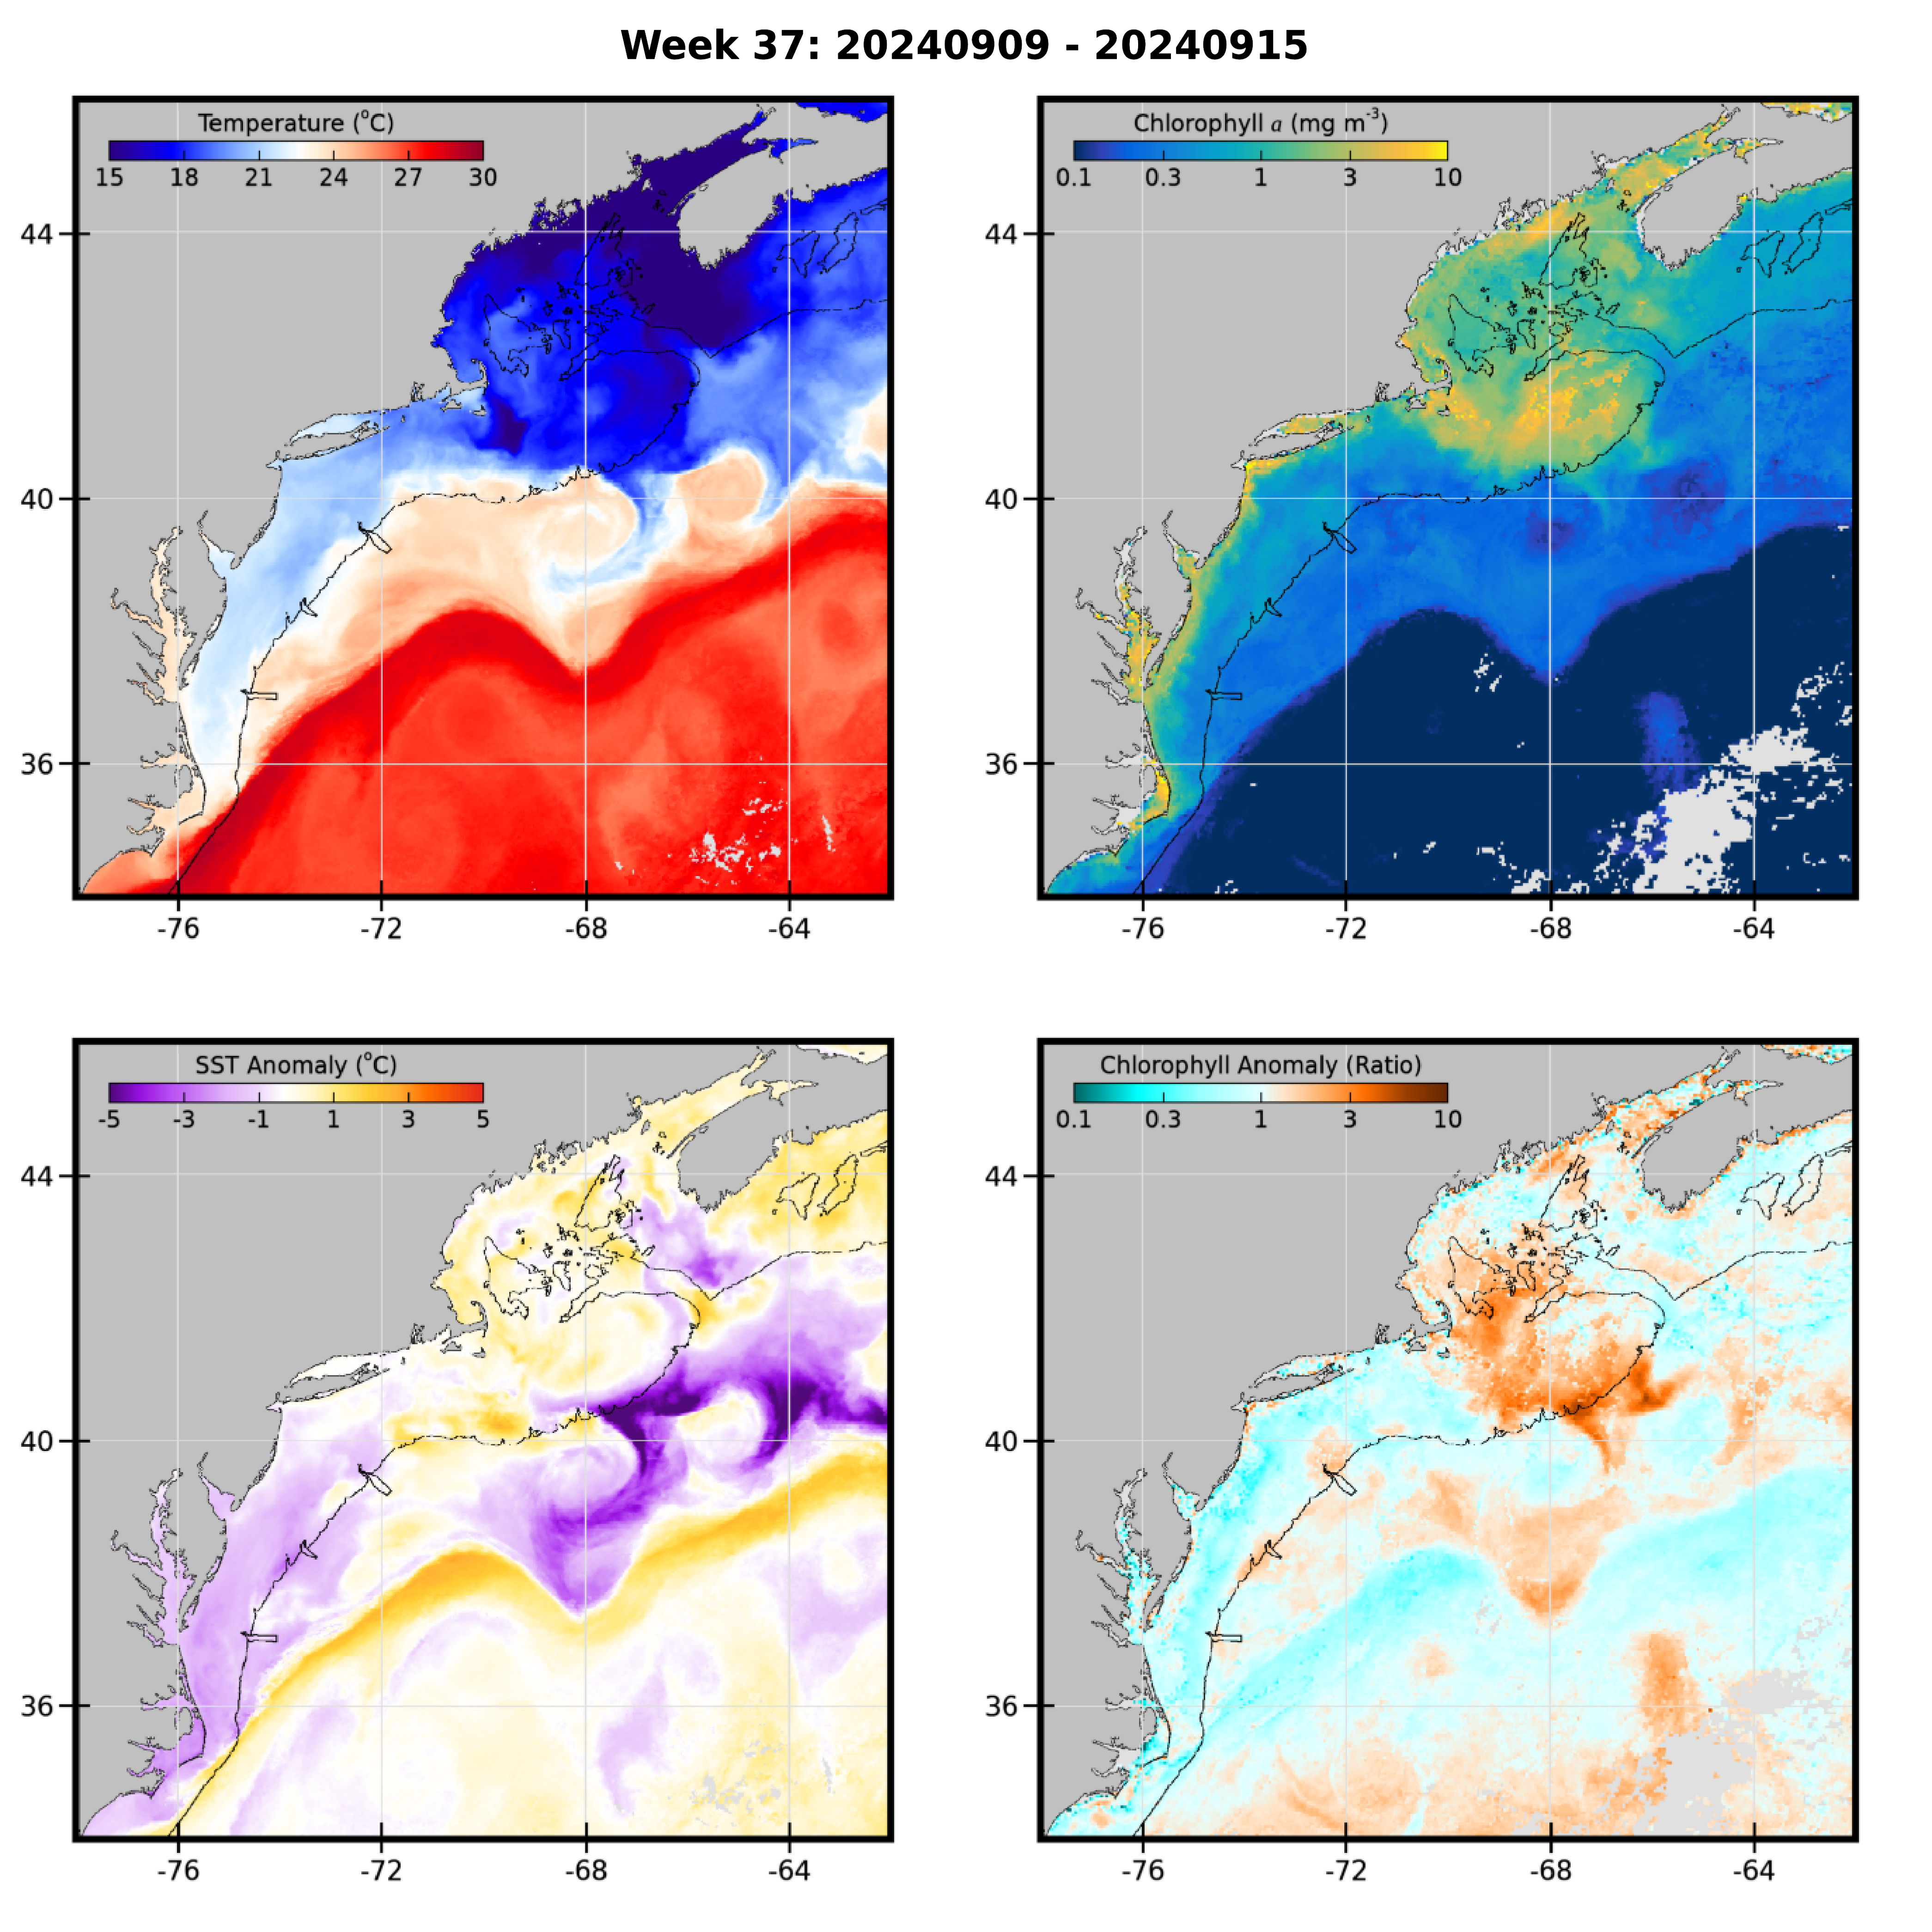 Week 37: 20240909 - 20240915
Temperature (°C)
15 18 21 24 27 30
44
40
36
-76 -72 -68 -64
Chlorophyll a (mg m⁻³)
0.1 0.3 1 3 10
44
40
36
-76 -72 -68 -64
SST Anomaly (°C)
-5 -3 -1 1 3 5
44
40
36
-76 -72 -68 -64
Chlorophyll Anomaly (Ratio)
0.1 0.3 1 3 10
44
40
36
-76 -72 -68 -64